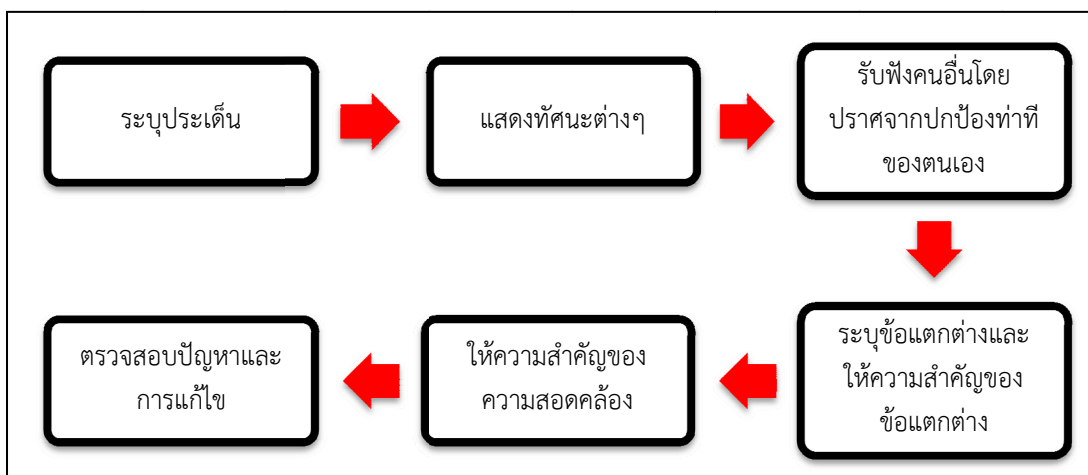 ระบุประเด็น
แสดงทัศนะต่างๆ
รับฟังคนอื่นโดย
ปราศจากปกป้องท่าที
ของตนเอง
ระบุข้อแตกต่างและ
ให้ความสำคัญของ
ข้อแตกต่าง
ให้ความสำคัญของ
ความสอดคล้อง
ตรวจสอบปัญหาและ
การแก้ไข